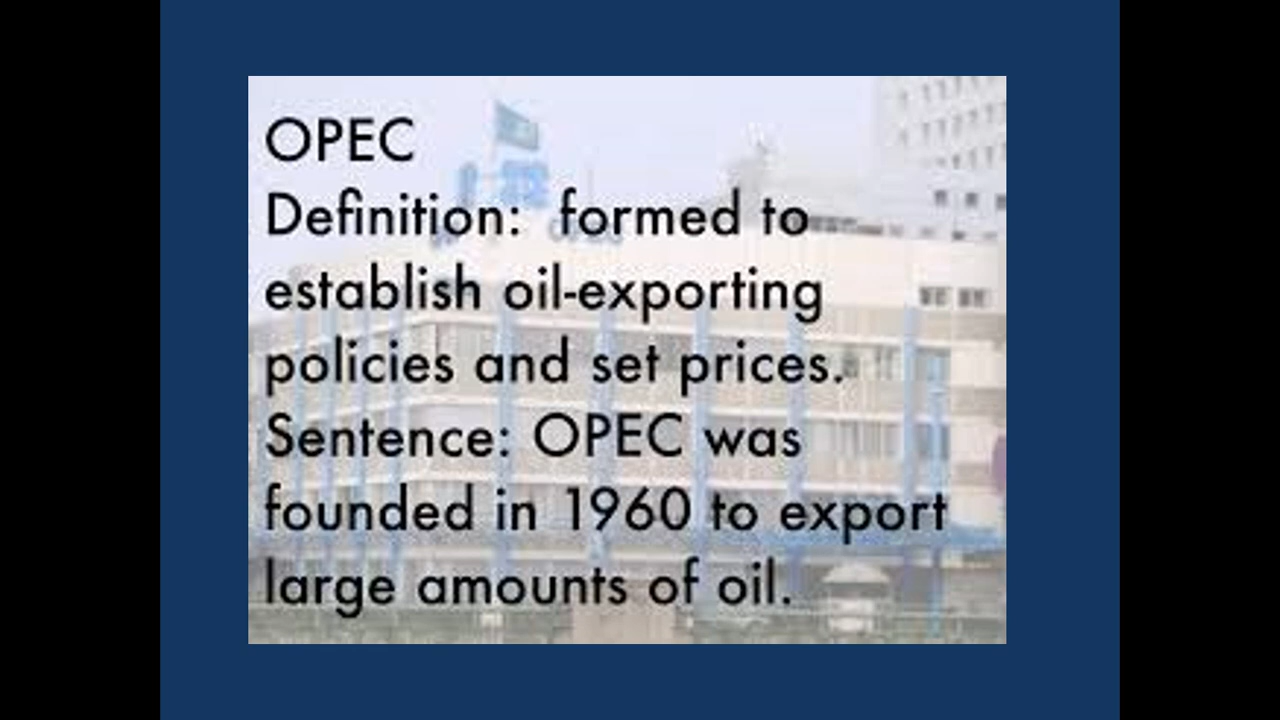 OPEC
Definition:  formed to
establish oil-exporting
policies and set prices.
Sentence: OPEC was
founded in 1960 to export
large amounts of oil.